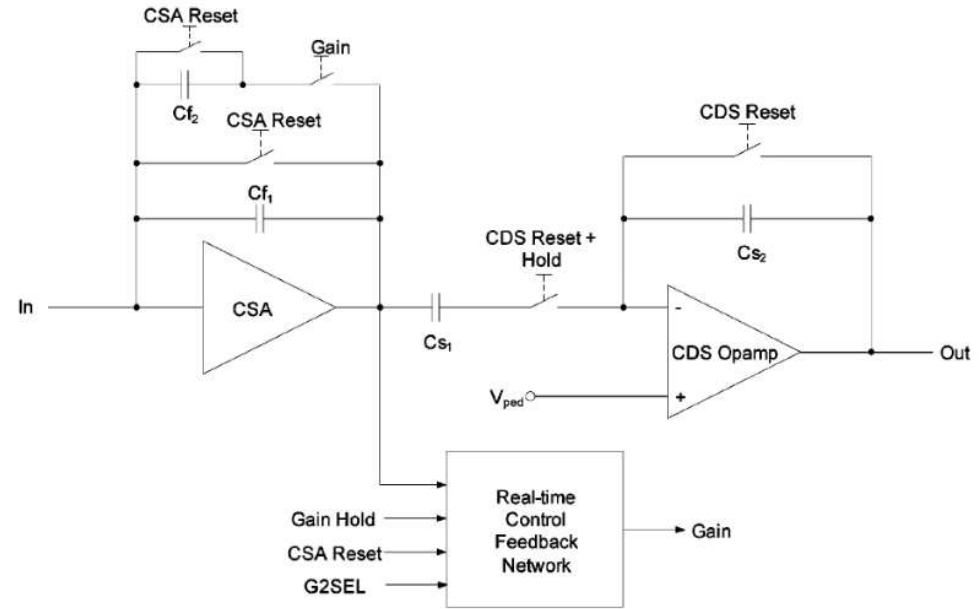 CSA Reset
Gain
Cf₂
CSA Reset
CDS Reset
Cf₁
CDS Reset +
Hold
Cs₂
In
CSA
Cs₁
-
CDS Opamp
Out
V_ped
+
Real-time
Control
Feedback
Network
Gain Hold
CSA Reset
G2SEL
Gain